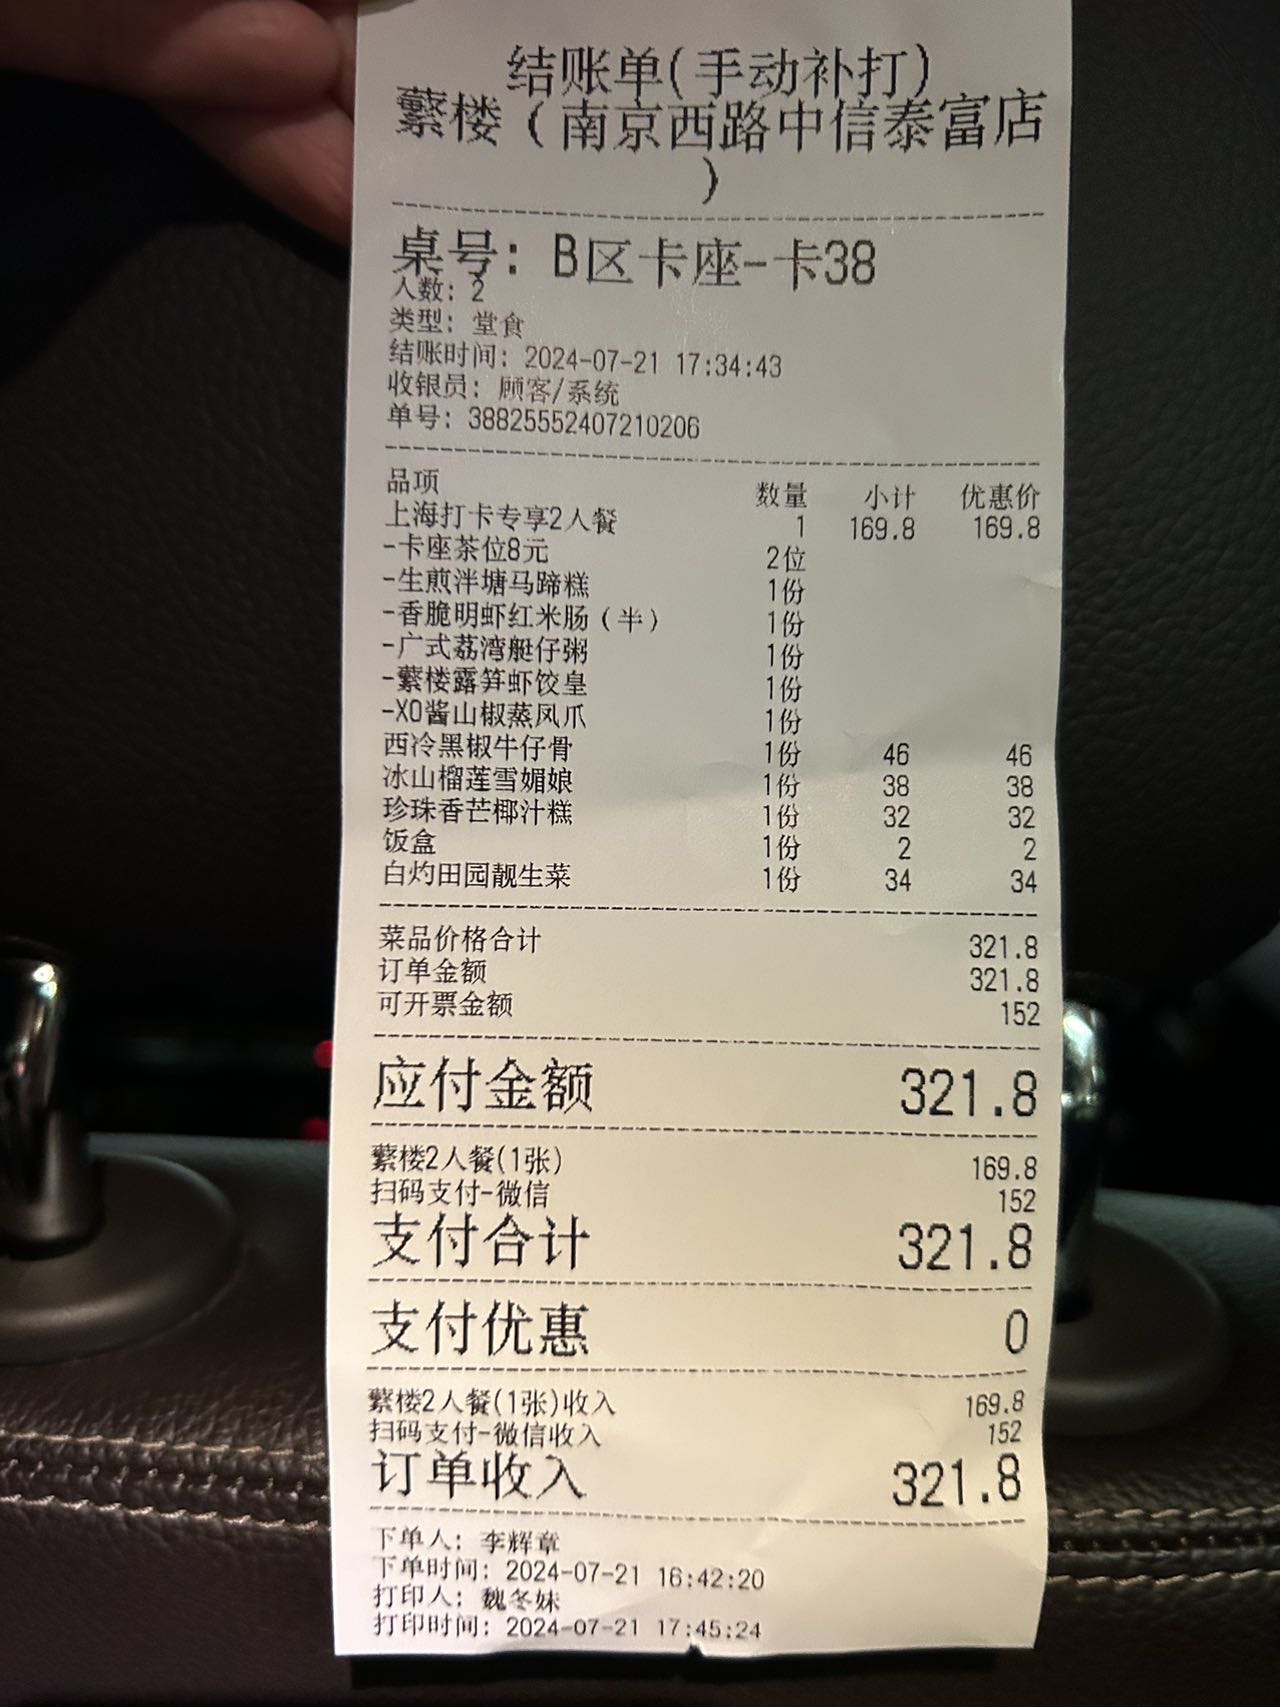 结账单(手动补打)
蘩楼（南京西路中信泰富店
）
桌号: B区卡座-卡38
人数: 2
类型: 堂食
结账时间: 2024-07-21 17:34:43
收银员: 顾客/系统
单号: 38825552407210206
品项 数量 小计 优惠价
上海打卡专享2人餐 1 169.8 169.8
-卡座茶位8元 2位
-生煎泮塘马蹄糕 1份
-香脆明虾红米肠（半） 1份
-广式荔湾艇仔粥 1份
-蘩楼露笋虾饺皇 1份
-XO酱山椒蒸凤爪 1份
西冷黑椒牛仔骨 1份 46 46
冰山榴莲雪媚娘 1份 38 38
珍珠香芒椰汁糕 1份 32 32
饭盒 1份 2 2
白灼田园靓生菜 1份 34 34
菜品价格合计 321.8
订单金额 321.8
可开票金额 152
应付金额 321.8
蘩楼2人餐(1张) 169.8
扫码支付-微信 152
支付合计 321.8
支付优惠 0
蘩楼2人餐(1张)收入 169.8
扫码支付-微信收入 152
订单收入 321.8
下单人: 李辉章
下单时间: 2024-07-21 16:42:20
打印人: 魏冬妹
打印时间: 2024-07-21 17:45:24